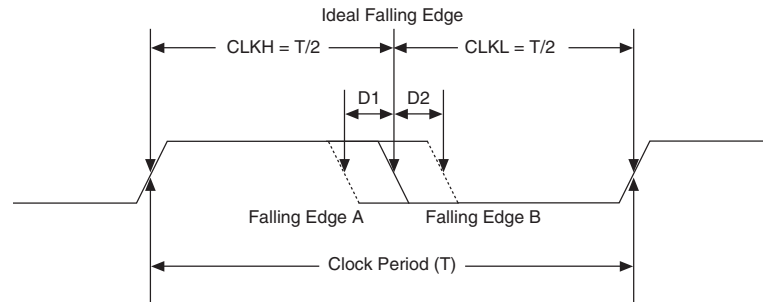 Ideal Falling Edge
CLKH = T/2
CLKL = T/2
D1
D2
Falling Edge A
Falling Edge B
Clock Period (T)